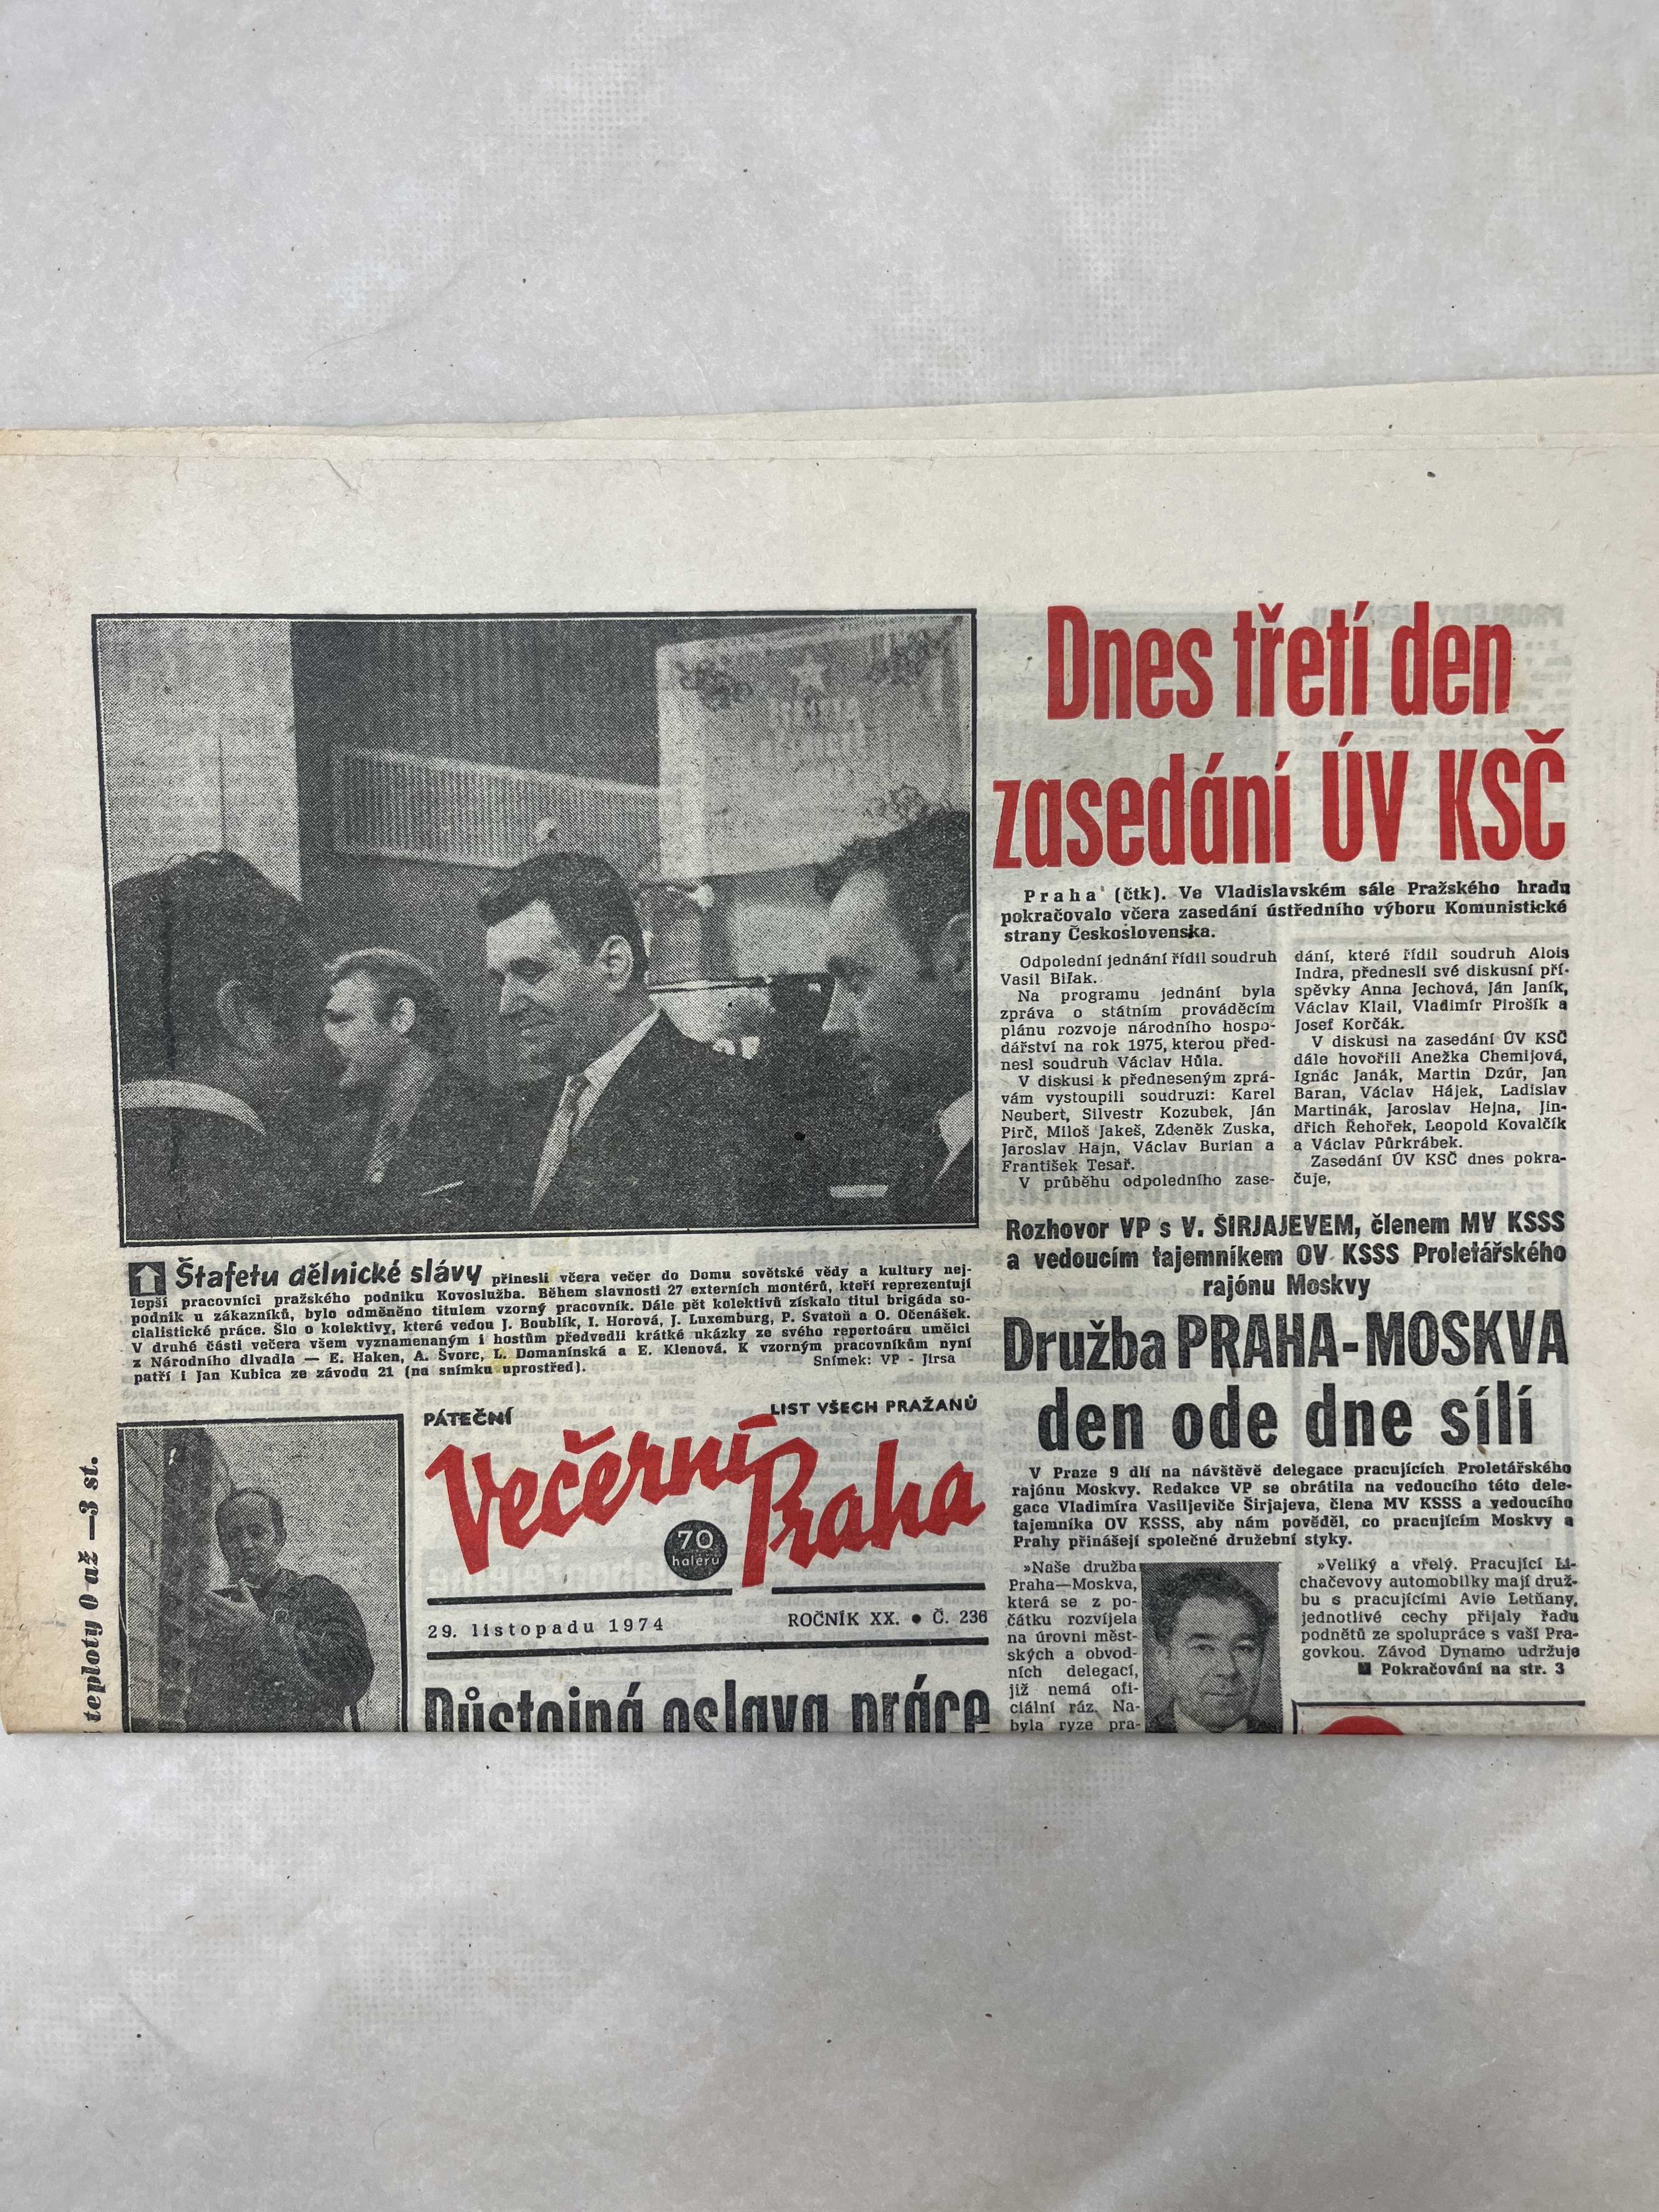 Dnes třetí den
zasedání ÚV KSČ
Praha (čtk). Ve Vladislavském sále Pražského hradu
pokračovalo včera zasedání ústředního výboru Komunistické
strany Československa.
Odpolední jednání řídil soudruh
Vasil Biľak.
Na programu jednání byla
zpráva o státním prováděcím
plánu rozvoje národního hospo-
dářství na rok 1975, kterou před-
nesl soudruh Václav Hůla.
V diskusi k předneseným zprá-
vám vystoupili soudruzi: Karel
Neubert, Silvestr Kozubek, Ján
Pirč, Miloš Jakeš, Zdeněk Zuska,
Jaroslav Hajn, Václav Burian a
František Tesař.
V průběhu odpoledního zase-
dání, které řídil soudruh Alois
Indra, přednesli své diskusní pří-
spěvky Anna Jechová, Ján Janík,
Václav Klail, Vladimír Pirošík a
Josef Korčák.
V diskusi na zasedání ÚV KSČ
dále hovořili Anežka Chemijová,
Ignác Janák, Martin Dzúr, Jan
Baran, Václav Hájek, Ladislav
Martinák, Jaroslav Hejna, Jin-
dřich Řehořek, Leopold Kovalčík
a Václav Půrkrábek.
Zasedání ÚV KSČ dnes pokra-
čuje,
Štafetu dělnické slávy přinesli včera večer do Domu sovětské vědy a kultury nej-
lepší pracovníci pražského podniku Kovoslužba. Během slavnosti 27 externích montérů, kteří reprezentují
podnik u zákazníků, bylo odměněno titulem vzorný pracovník. Dále pět kolektivů získalo titul brigáda so-
cialistické práce. Šlo o kolektivy, které vedou J. Boublík, I. Horová, J. Luxemburg, P. Svatoň a O. Očenášek.
V druhé části večera všem vyznamenaným i hostům předvedli krátké ukázky ze svého repertoáru umělci
z Národního divadla — E. Haken, A. Švorc, L. Domanínská a E. Klenová. K vzorným pracovníkům nyní
patří i Jan Kubica ze závodu 21 (na snímku uprostřed). Snímek: VP - Jirsa
teploty 0 až —3 st.
PÁTEČNÍ
LIST VŠECH PRAŽANŮ
Večerní
Praha
70
haléřů
29. listopadu 1974
ROČNÍK XX. ● Č. 236
Důstojná oslava práce
Rozhovor VP s V. ŠIRJAJEVEM, členem MV KSSS
a vedoucím tajemníkem OV KSSS Proletářského
rajónu Moskvy
Družba PRAHA-MOSKVA
den ode dne sílí
V Praze 9 dlí na návštěvě delegace pracujících Proletářského
rajónu Moskvy. Redakce VP se obrátila na vedoucího této dele-
gace Vladimíra Vasiljeviče Širjajeva, člena MV KSSS a vedoucího
tajemníka OV KSSS, aby nám pověděl, co pracujícím Moskvy a
Prahy přinášejí společné družební styky.
»Naše družba
Praha—Moskva,
která se z po-
čátku rozvíjela
na úrovni měst-
ských a obvod-
ních delegací,
již nemá ofi-
ciální ráz. Na-
byla ryze pra-
»Veliký a vřelý. Pracující Li-
chačevovy automobilky mají druž-
bu s pracujícími Avie Letňany,
jednotlivé cechy přijaly řadu
podnětů ze spolupráce s vaší Pra-
govkou. Závod Dynamo udržuje
■ Pokračování na str. 3